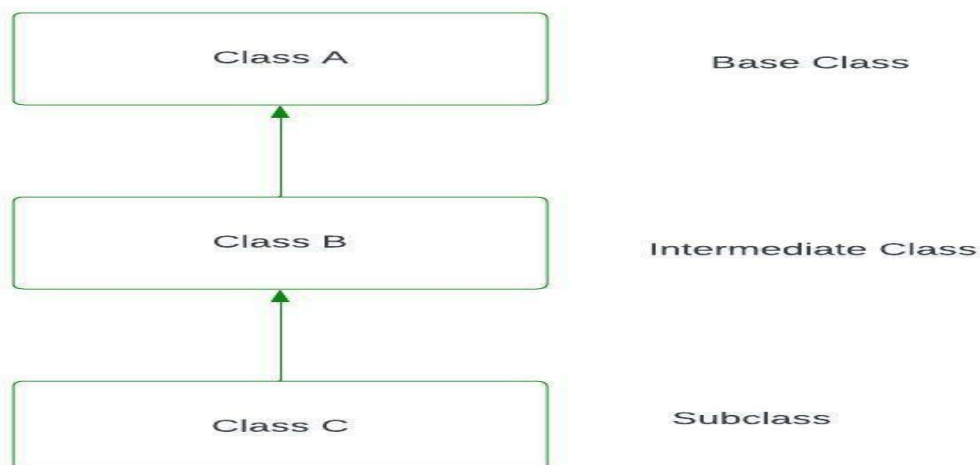 Class A
Base Class
Class B
Intermediate Class
Class C
Subclass